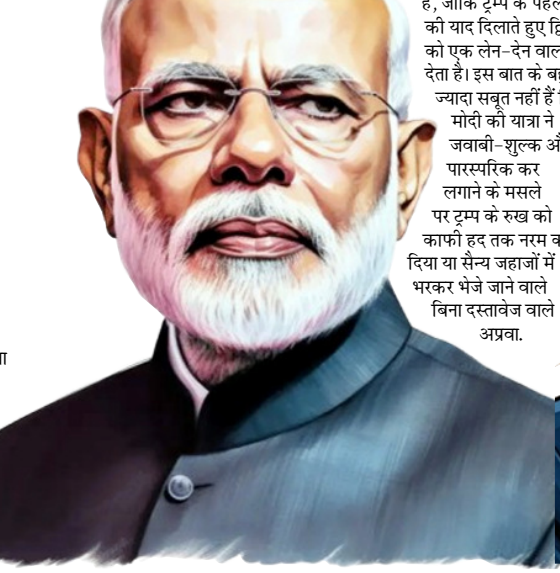 है, जोकि ट्रम्प के पहले
की याद दिलाते हुए
को एक लेन-देन
देता है। इस बात के
ज्यादा सबूत नहीं हैं
मोदी की यात्रा ने
जवाबी-शुल्क
पारस्परिक कर
लगाने के मसले
पर ट्रम्प के रुख को
काफी हद तक नरम
दिया या सैन्य जहाजों में
भरकर भेजे जाने वाले
बिना दस्तावेज वाले
अप्रवा.